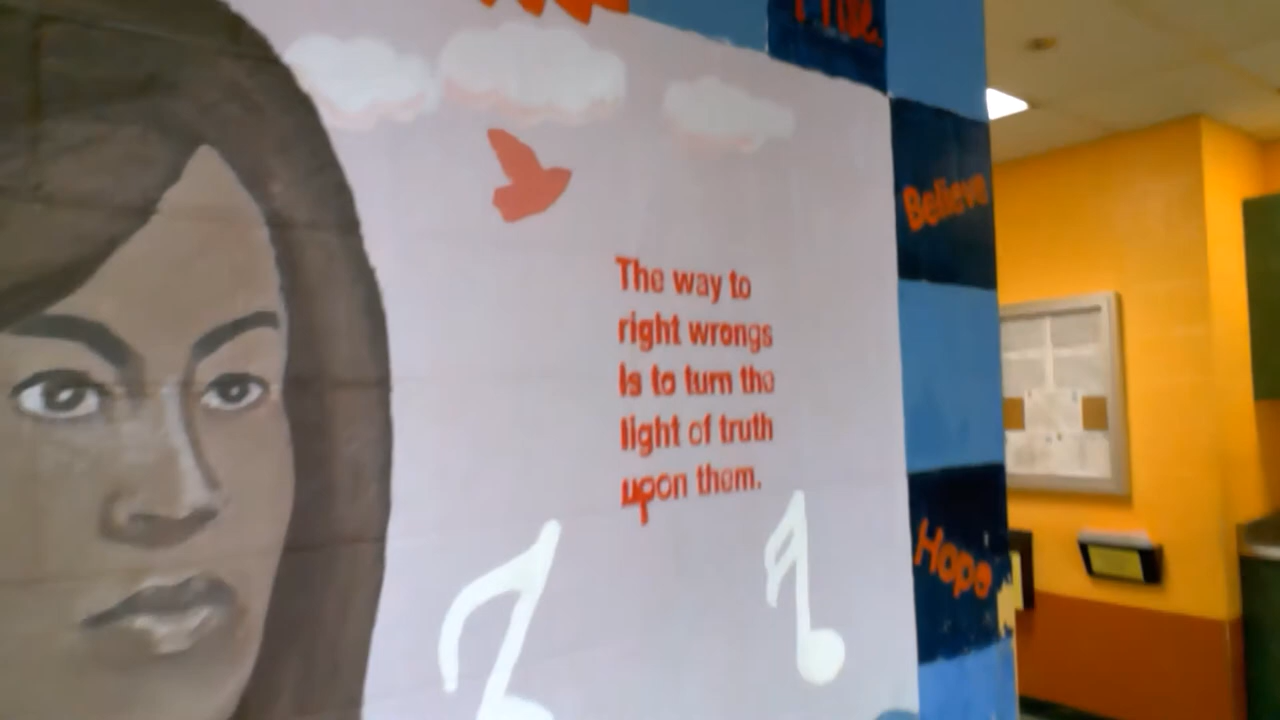 The way to
right wrongs
is to turn the
light of truth
upon them.
Believe
Hope